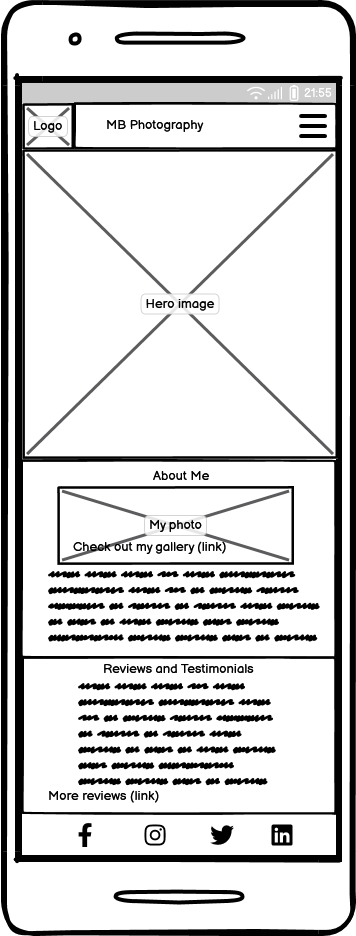 21:55
Logo
MB Photography
Hero image
About Me
My photo
Check out my gallery (link)
Reviews and Testimonials
More reviews (link)